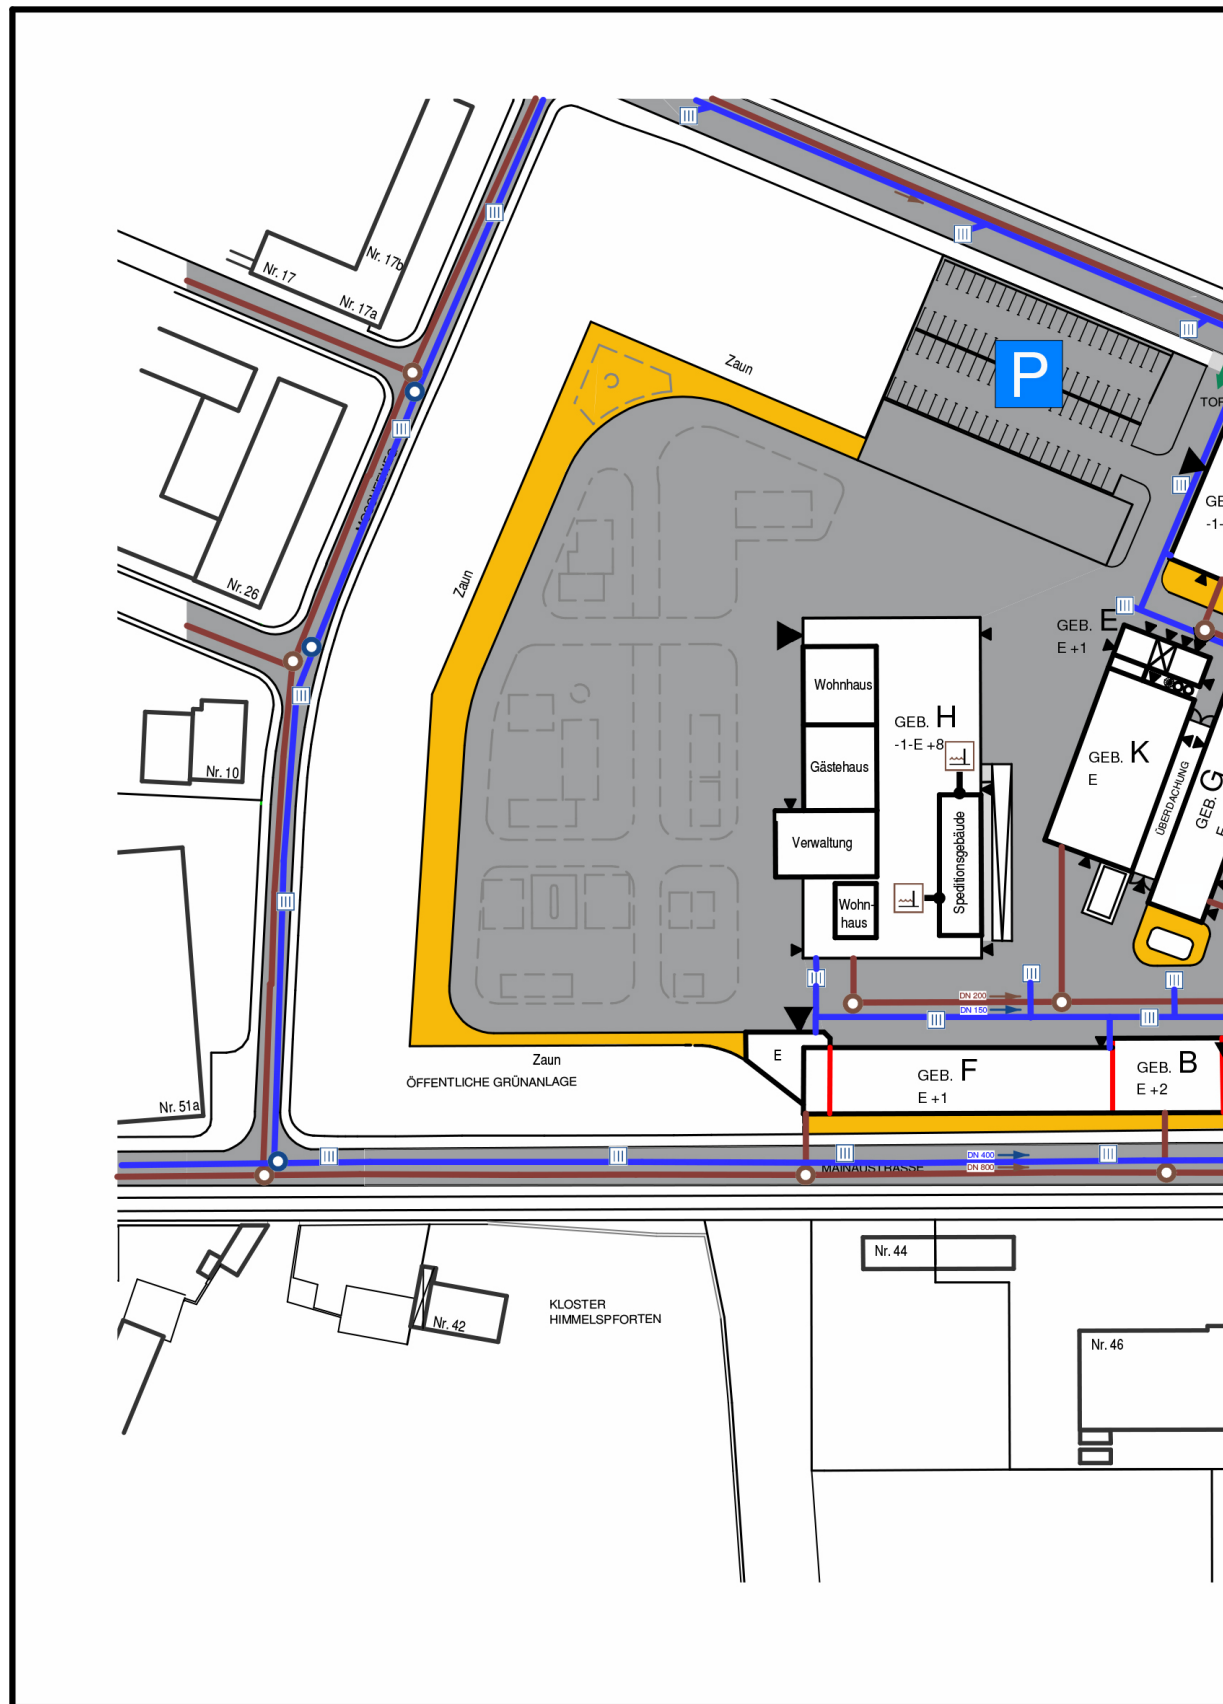 Nr. 17b
Nr. 17
Nr. 17a
Zaun
P
TOR
Zaun
Nr. 26
GEB. E
E +1
Wohnhaus
GEB. H
-1-E +8
Gästehaus
GEB. K
E
ÜBERDACHUNG
GEB. G
Nr. 10
Verwaltung
Speditionsgebäude
Wohn-
haus
DN 200
DN 150
E
Zaun
ÖFFENTLICHE GRÜNANLAGE
GEB. F
E +1
GEB. B
E +2
Nr. 51a
MAINAUSTRASSE
DN 400
DN 800
Nr. 44
KLOSTER
HIMMELSPFORTEN
Nr. 42
Nr. 46